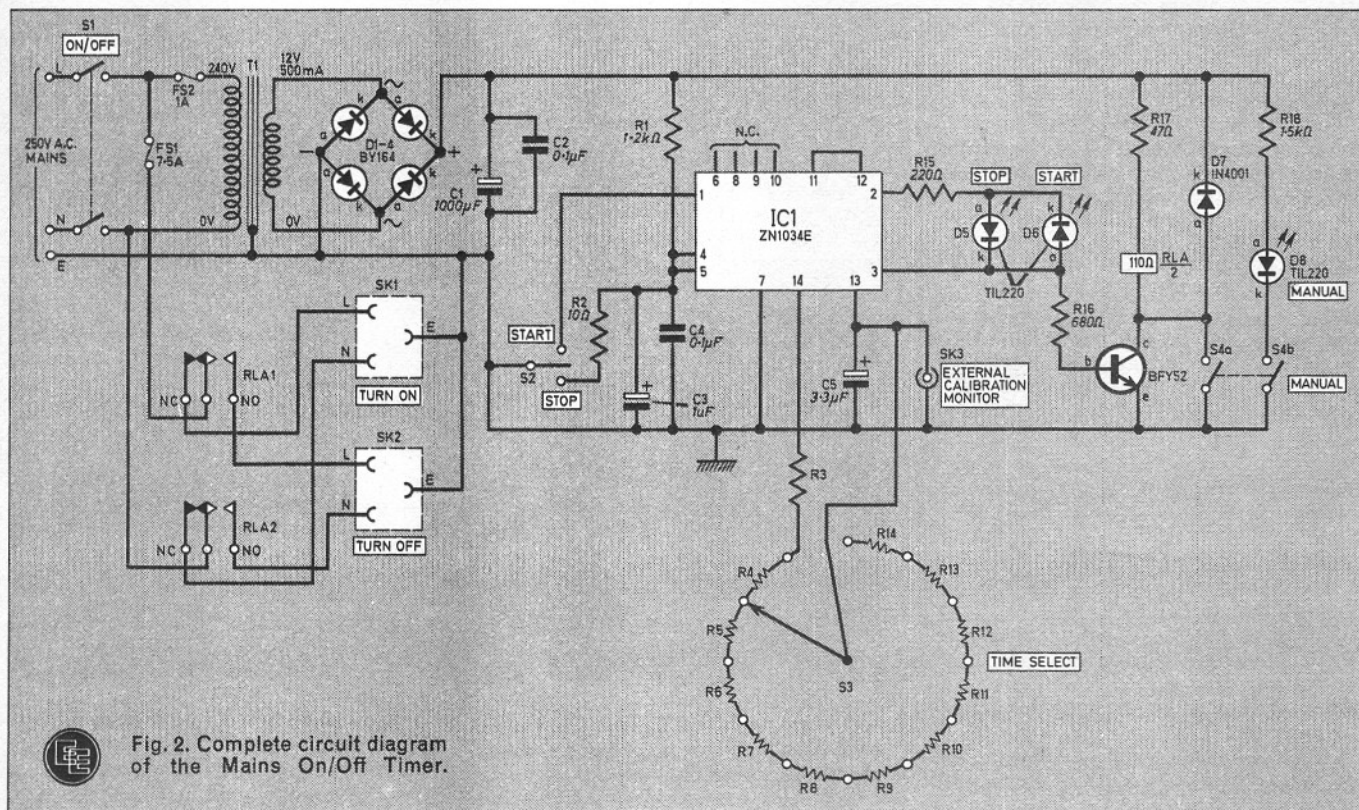 S1
ON/OFF
L
N
E
250V A.C.
MAINS
FS2
1A
FS1
7·5A
240V
T1
0V
12V
500mA
0V
k a
a k
D1-4
BY164
a k
k a
− +
∼
∼
+
C1
1000µF
C2
0·1µF
R1
1·2kΩ
N.C.
6 8 9 10
11 12
1
2
4
5
3
7 14 13
IC1
ZN1034E
R15
220Ω
STOP
START
a
k
D5
k
a
D6
TIL220
R16
680Ω
R17
47Ω
110Ω
RLA
2
D7
IN4001
k
a
R18
1·5kΩ
a
k
D8
TIL220
MANUAL
b
c
e
BFY52
S4a
S4b
MANUAL
S2
START
STOP
R2
10Ω
+
C3
1uF
C4
0·1µF
+
C5
3·3µF
SK3
EXTERNAL
CALIBRATION
MONITOR
SK1
L
N
E
TURN ON
SK2
L
N
E
TURN OFF
RLA1
NC NO
RLA2
NC NO
R3
R4
R5
R6
R7
R8
R9
R10
R11
R12
R13
R14
S3
TIME SELECT
EE
Fig. 2. Complete circuit diagram
of the Mains On/Off Timer.